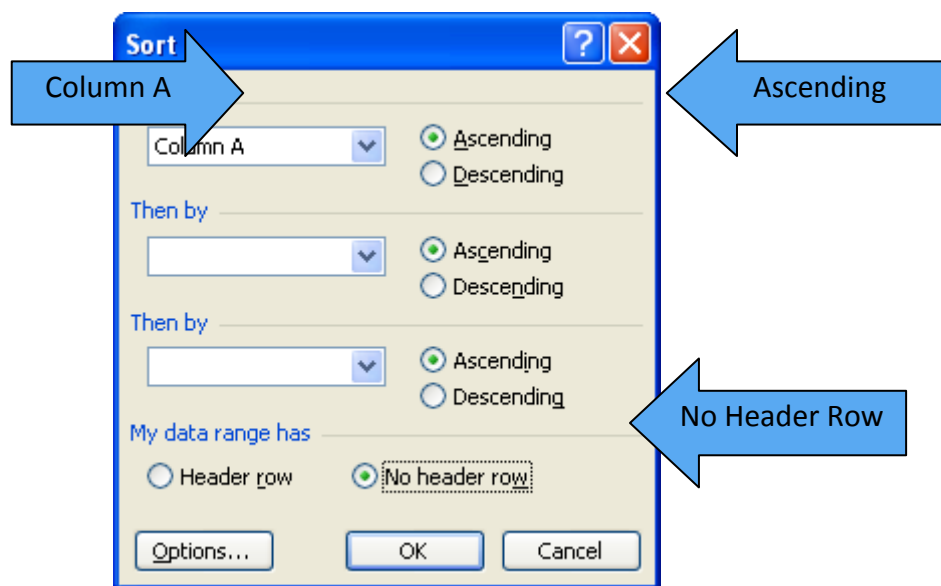 Sort
Column A
Ascending
Column A
Ascending
Descending
Then by
Ascending
Descending
Then by
Ascending
Descending
No Header Row
My data range has
Header row
No header row
Options...
OK
Cancel